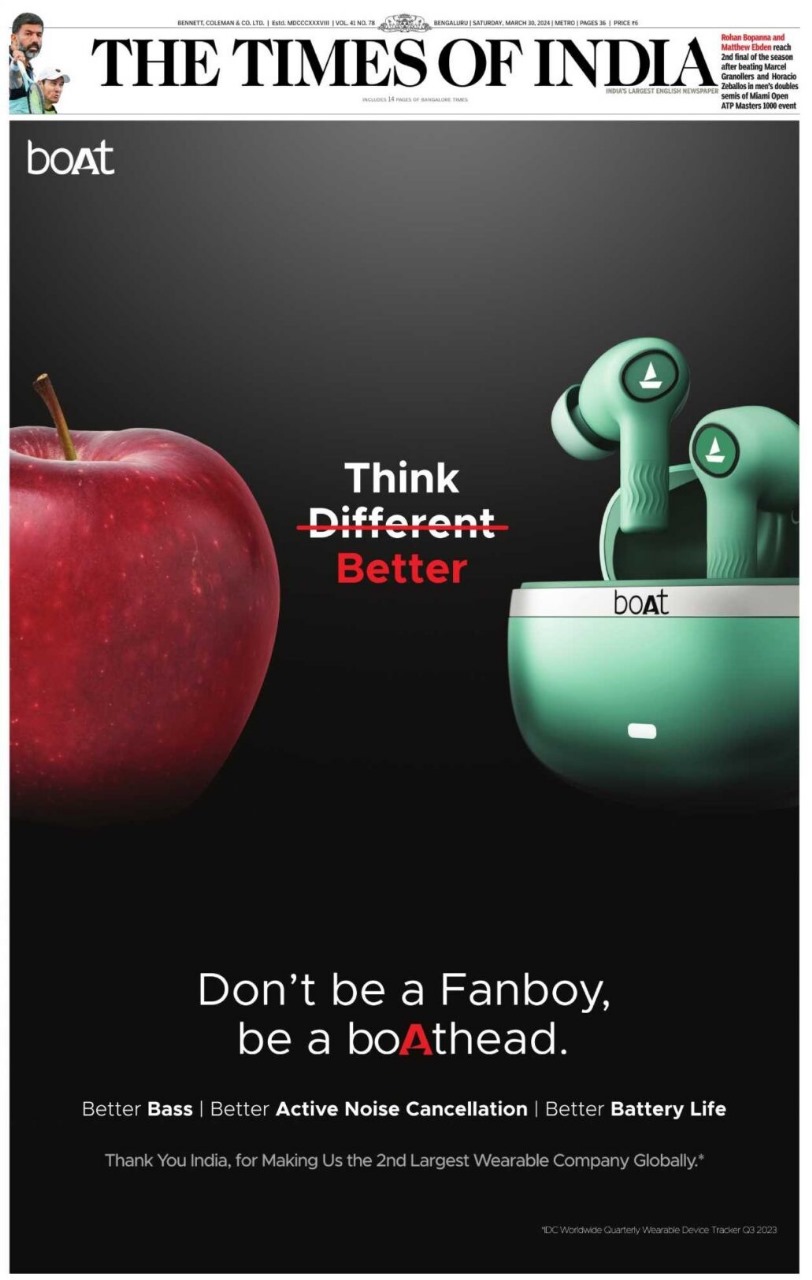 BENNETT, COLEMAN & CO. LTD. | Estd. MDCCCXXXVIII | VOL. 41 NO. 78
BENGALURU | SATURDAY, MARCH 30, 2024 | METRO | PAGES 36 | PRICE ₹6
THE TIMES OF INDIA
INCLUDES 14 PAGES OF BANGALORE TIMES
INDIA'S LARGEST ENGLISH NEWSPAPER
Rohan Bopanna and
Matthew Ebden reach
2nd final of the season
after beating Marcel
Granollers and Horacio
Zeballos in men's doubles
semis of Miami Open
ATP Masters 1000 event
boAt
Think
Different
Better
boAt
Don't be a Fanboy,
be a boAthead.
Better Bass | Better Active Noise Cancellation | Better Battery Life
Thank You India, for Making Us the 2nd Largest Wearable Company Globally.*
*IDC Worldwide Quarterly Wearable Device Tracker Q3 2023